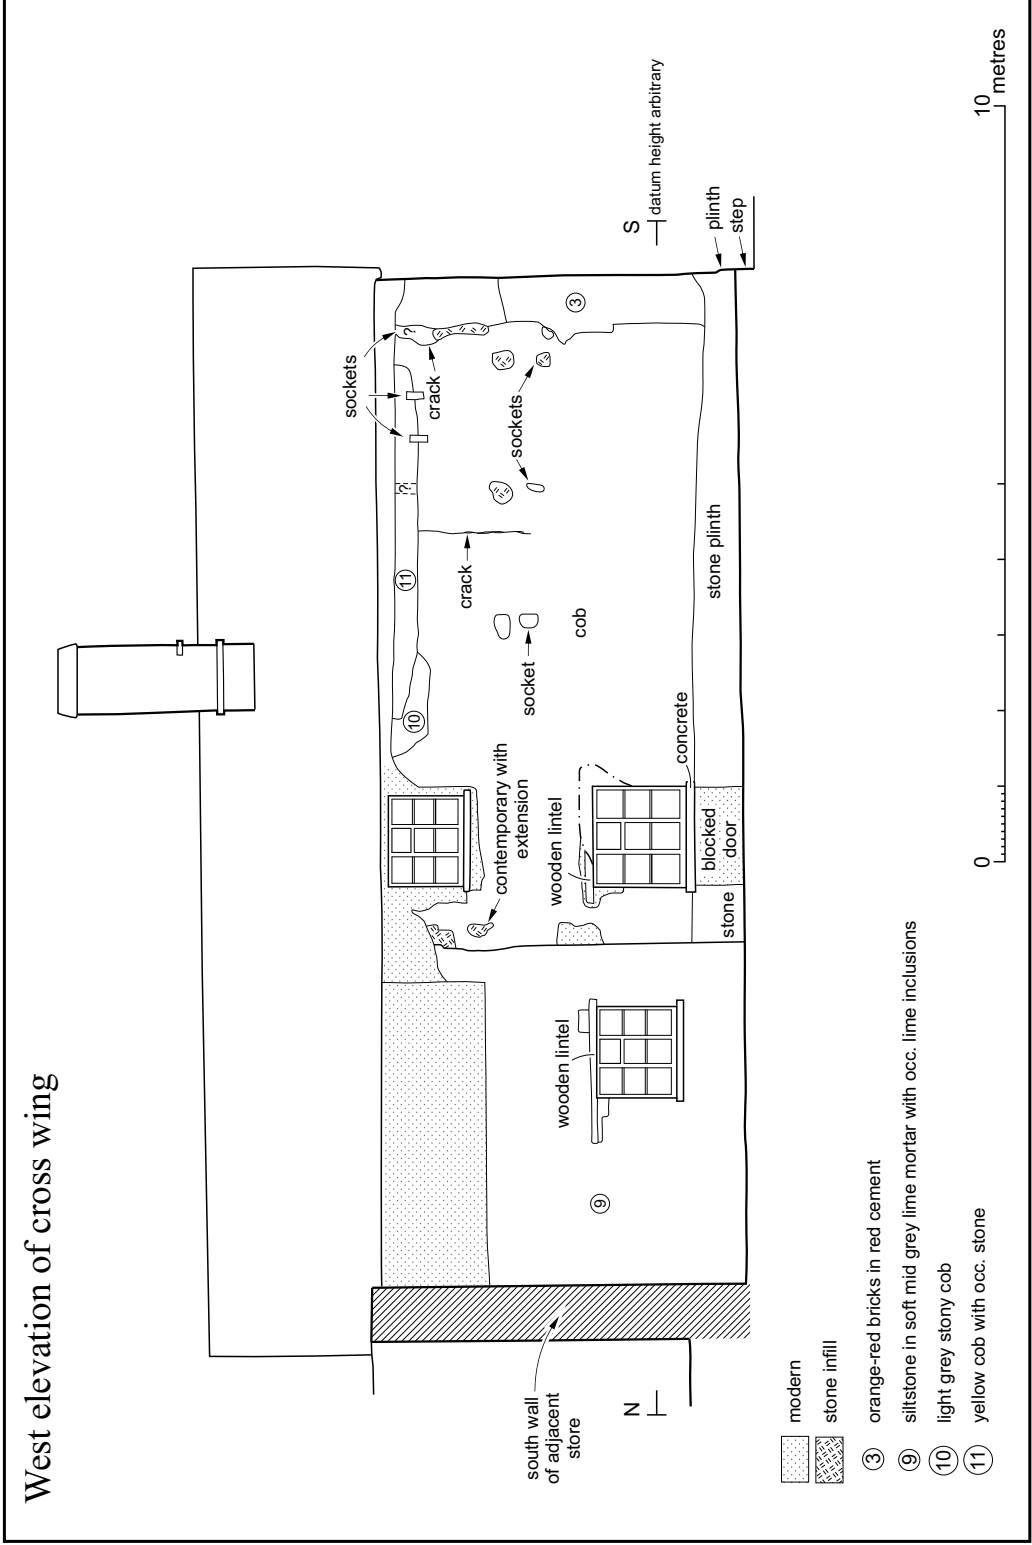 West elevation of cross wing
sockets
?
crack
sockets
?
11
crack
10
socket
cob
3
contemporary with
extension
wooden lintel
concrete
blocked
door
stone
stone plinth
wooden lintel
9
south wall
of adjacent
store
N
S
datum height arbitrary
plinth
step
modern
stone infill
3 orange-red bricks in red cement
9 siltstone in soft mid grey lime mortar with occ. lime inclusions
10 light grey stony cob
11 yellow cob with occ. stone
0
10
metres